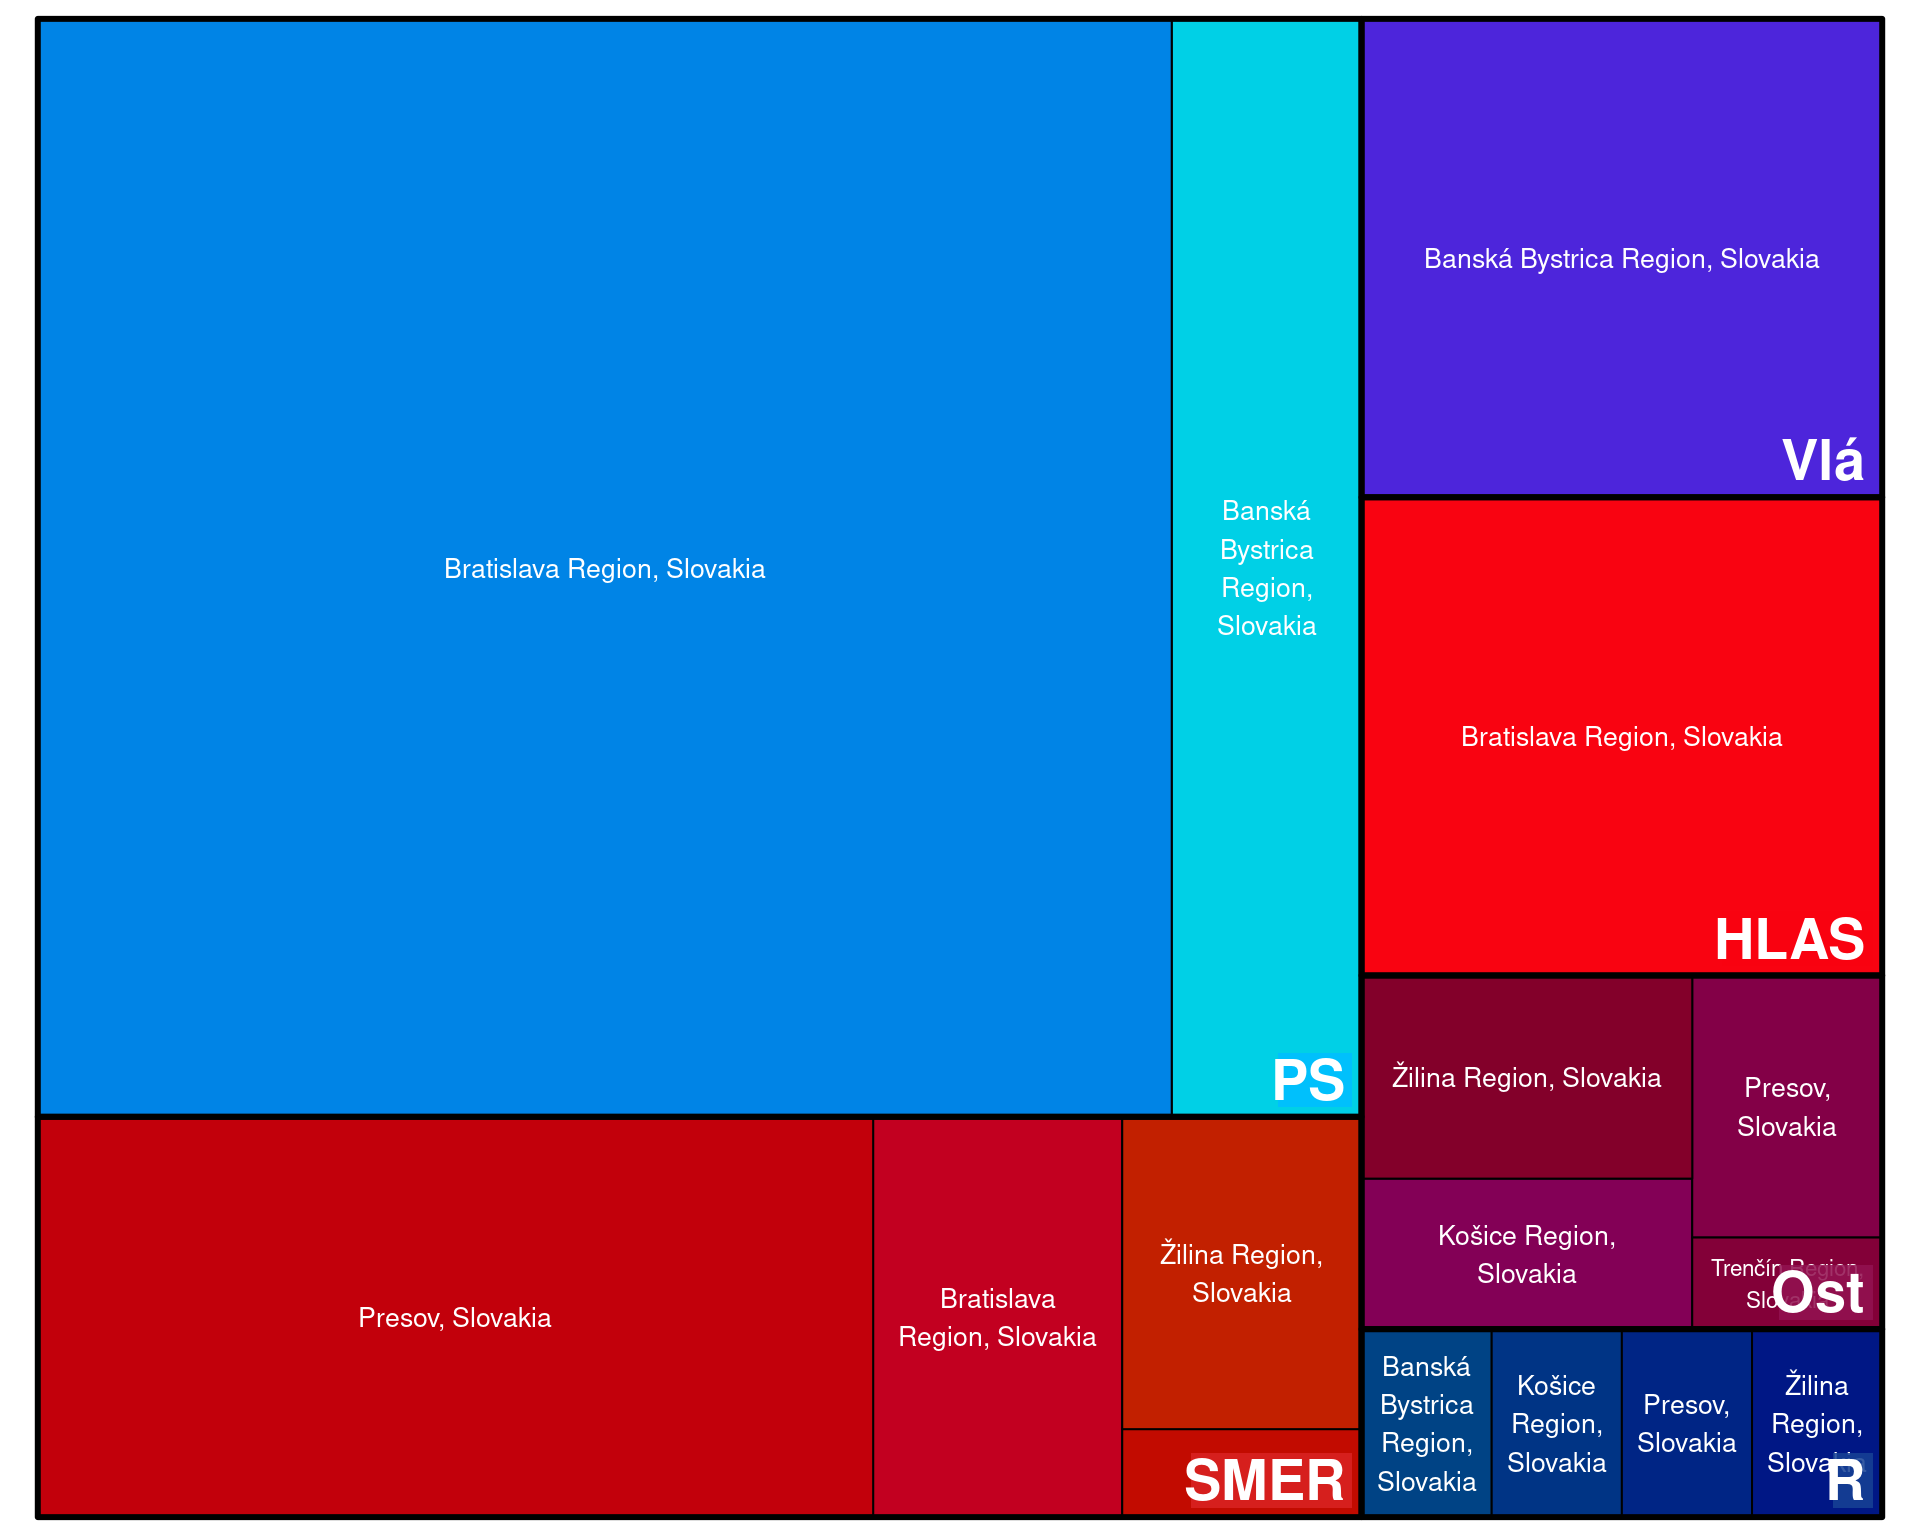 Bratislava Region, Slovakia
Banská
Bystrica
Region,
Slovakia
PS
Presov, Slovakia
Bratislava
Region, Slovakia
Žilina Region,
Slovakia
SMER
Banská Bystrica Region, Slovakia
Vlá
Bratislava Region, Slovakia
HLAS
Žilina Region, Slovakia
Presov,
Slovakia
Košice Region,
Slovakia
Trenčín Region
Ost
Banská
Bystrica
Region,
Slovakia
Košice
Region,
Slovakia
Presov,
Slovakia
Žilina
Region,
R